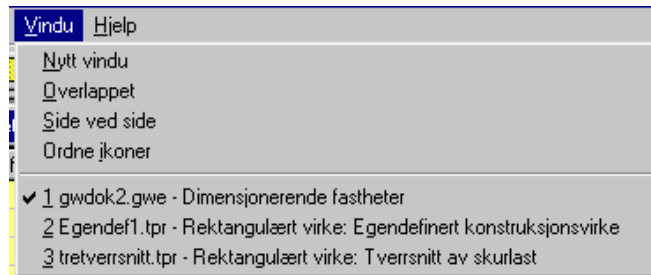 Vindu Hjelp
Nytt vindu
Overlappet
Side ved side
Ordne ikoner
1 gwdok2.gwe - Dimensjonerende fastheter
2 Egendef1.tpr - Rektangulært virke: Egendefinert konstruksjonsvirke
3 tretverrsnitt.tpr - Rektangulært virke: Tverrsnitt av skurlast